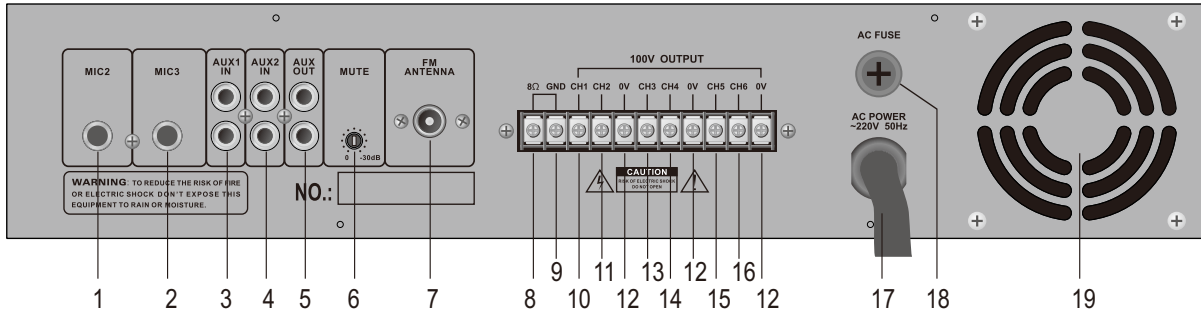 AC FUSE
MIC2
MIC3
AUX1
IN
AUX2
IN
AUX
OUT
MUTE
FM
ANTENNA
100V OUTPUT
8Ω GND CH1 CH2 0V CH3 CH4 0V CH5 CH6 0V
AC POWER
~220V 50Hz
0 -30dB
WARNING: TO REDUCE THE RISK OF FIRE
OR ELECTRIC SHOCK DON'T EXPOSE THIS
EQUIPMENT TO RAIN OR MOISTURE.
NO.:
CAUTION
RISK OF ELECTRIC SHOCK
DO NOT OPEN
1 2 3 4 5 6 7
9 11 13 12 16
8 10 12 14 15 12
17 18 19